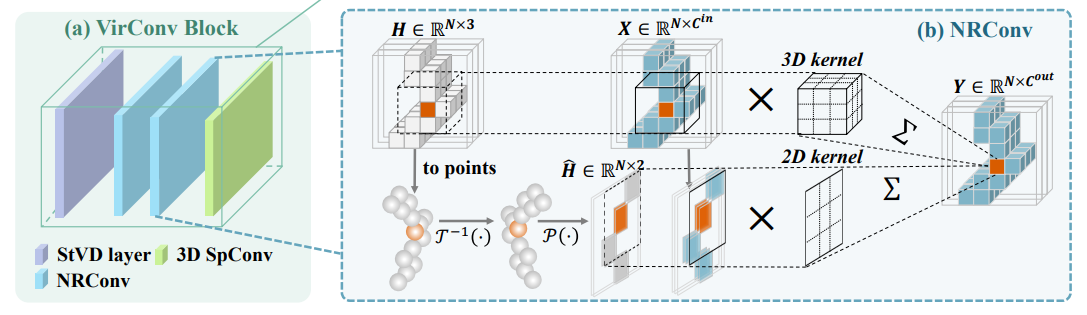 (a) VirConv Block
StVD layer
3D SpConv
NRConv
H ∈ ℝ^{N×3}
X ∈ ℝ^{N×C^{in}}
(b) NRConv
3D kernel
×
Y ∈ ℝ^{N×C^{out}}
Σ
to points
Ĥ ∈ ℝ^{N×2}
2D kernel
Σ
𝒯^{−1}(·)
𝒫(·)
×